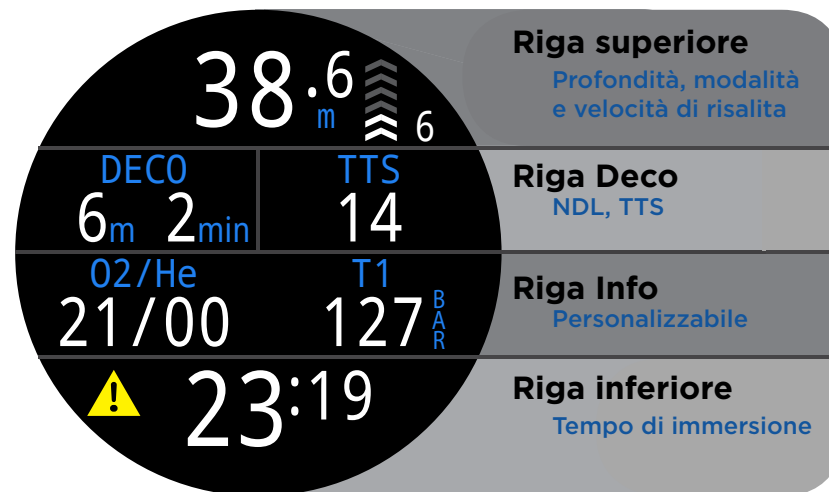 38.6 m 6
Riga superiore
Profondità, modalità
e velocità di risalita
DECO TTS
6m 2min 14
Riga Deco
NDL, TTS
O2/He T1
21/00 127 BAR
Riga Info
Personalizzabile
23:19
Riga inferiore
Tempo di immersione